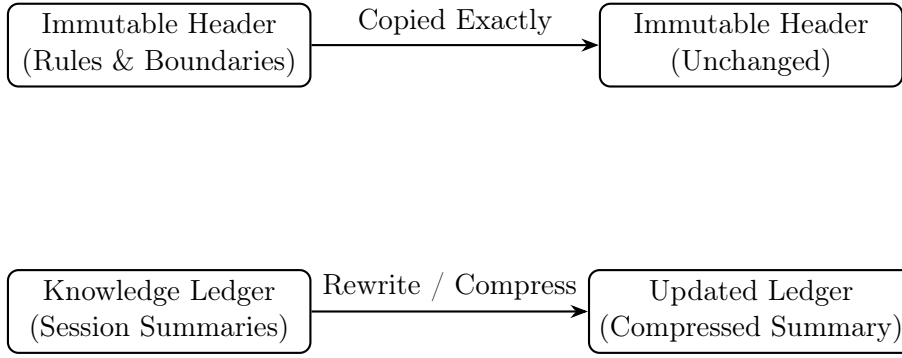 Immutable Header
(Rules & Boundaries)
Copied Exactly
Immutable Header
(Unchanged)
Knowledge Ledger
(Session Summaries)
Rewrite / Compress
Updated Ledger
(Compressed Summary)